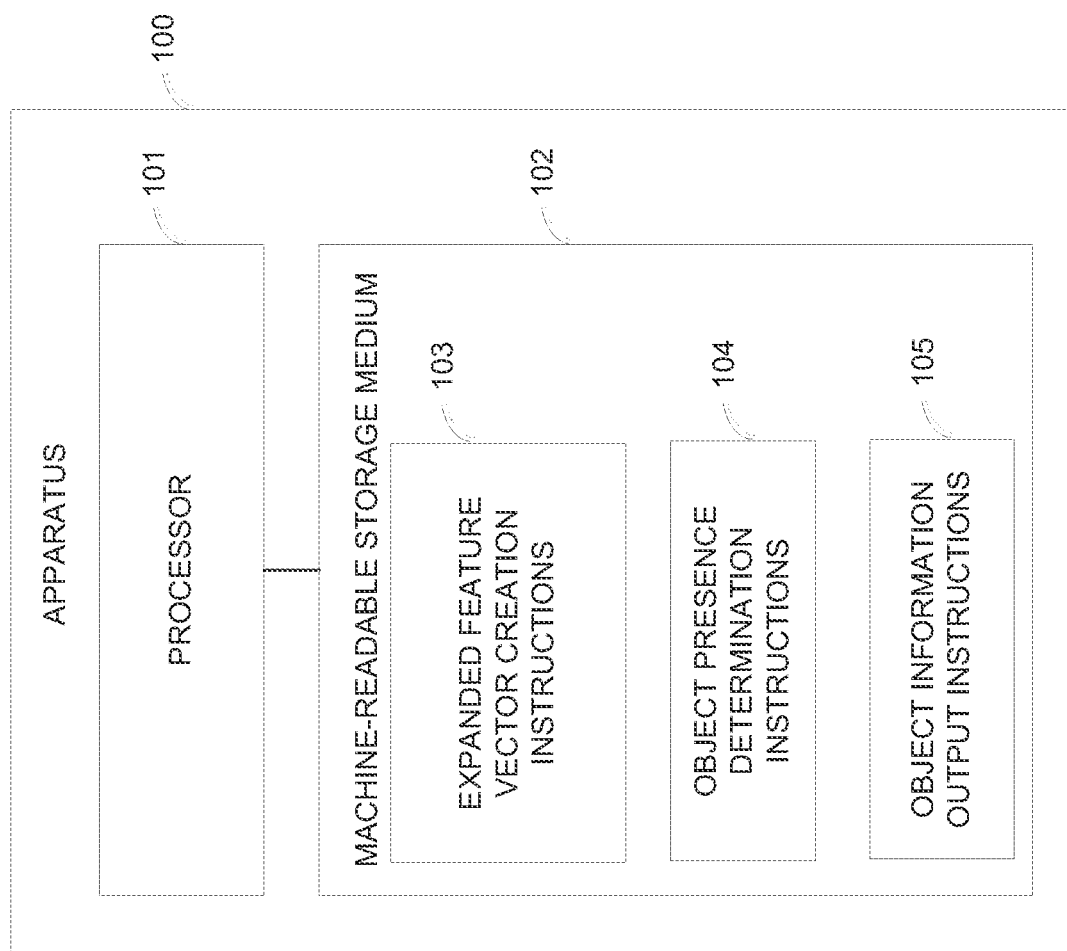 APPARATUS
100
PROCESSOR
101
MACHINE-READABLE STORAGE MEDIUM
102
EXPANDED FEATURE
VECTOR CREATION
INSTRUCTIONS
103
OBJECT PRESENCE
DETERMINATION
INSTRUCTIONS
104
OBJECT INFORMATION
OUTPUT INSTRUCTIONS
105